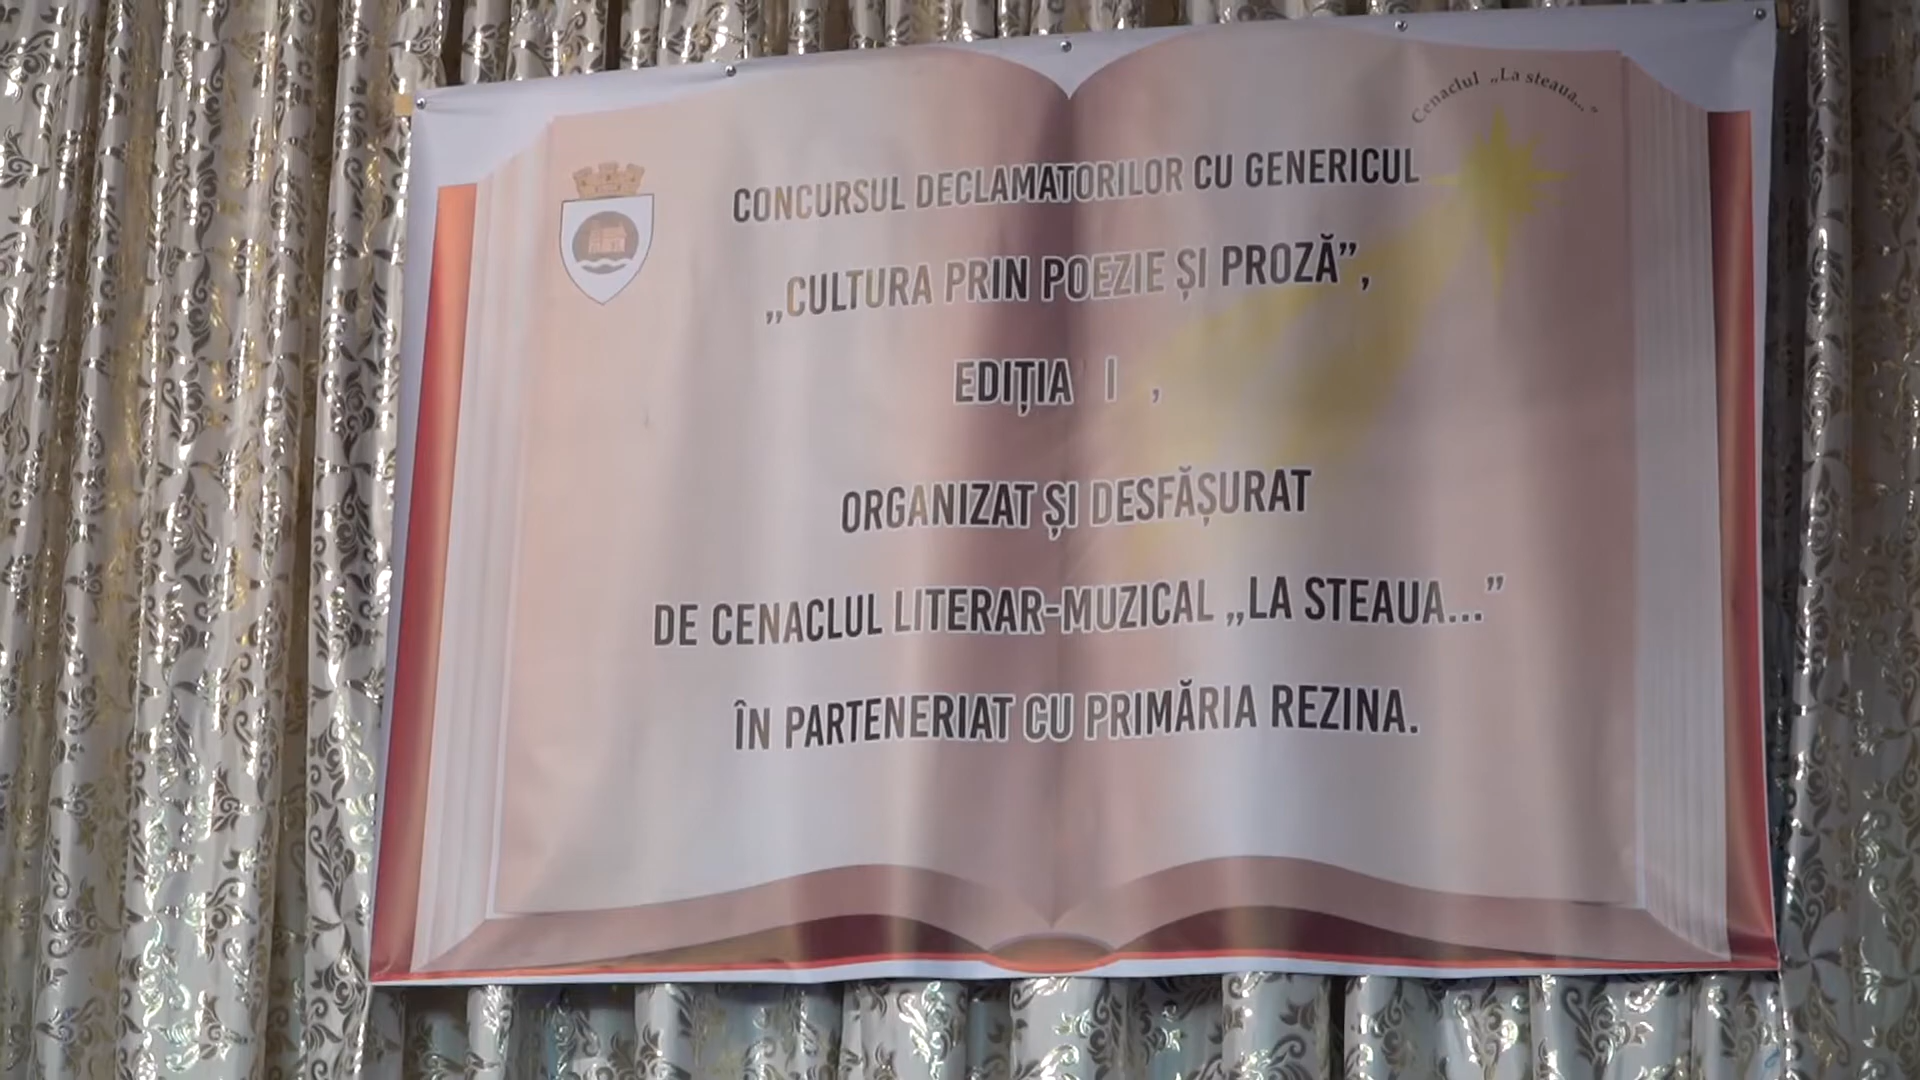 Cenaclul „La steaua... ”
CONCURSUL DECLAMATORILOR CU GENERICUL
„CULTURA PRIN POEZIE ȘI PROZĂ”,
EDIȚIA I ,
ORGANIZAT ȘI DESFĂȘURAT
DE CENACLUL LITERAR-MUZICAL „LA STEAUA...”
ÎN PARTENERIAT CU PRIMĂRIA REZINA.